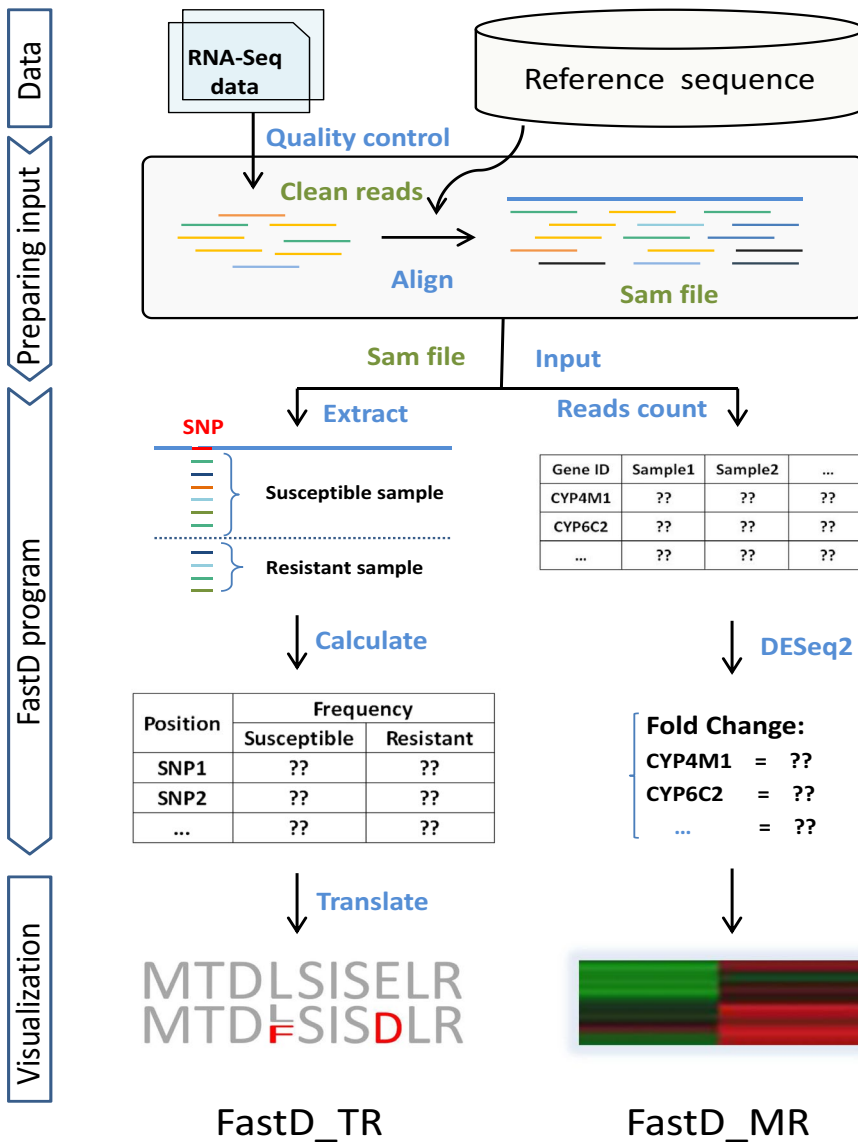 Data
RNA-Seq
data
Reference sequence
Quality control
Preparing input
Clean reads
Align
Sam file
Sam file
Input
FastD program
Extract
Reads count
SNP
Susceptible sample
Resistant sample
Gene ID Sample1 Sample2 ...
CYP4M1 ?? ?? ??
CYP6C2 ?? ?? ??
... ?? ?? ??
Calculate
DESeq2
Position Frequency
Susceptible Resistant
SNP1 ?? ??
SNP2 ?? ??
... ?? ??
Fold Change:
CYP4M1 = ??
CYP6C2 = ??
... = ??
Visualization
Translate
MTDLSISELR
MTDLFSISDLR
FastD_TR
FastD_MR